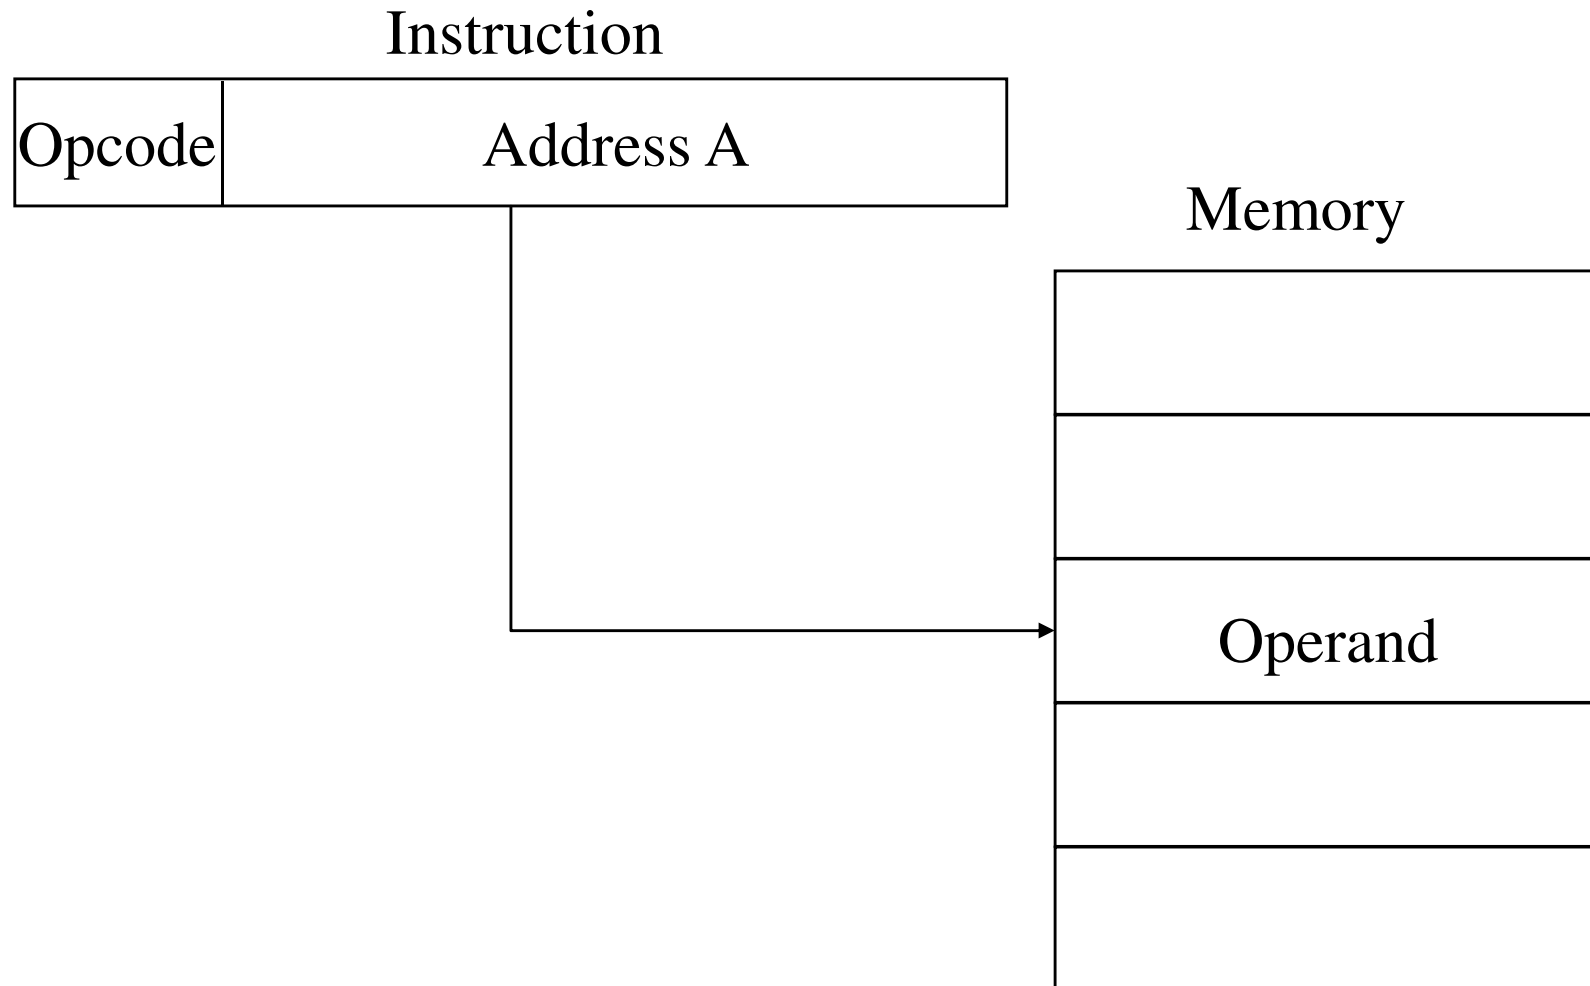 Instruction
Opcode
Address A
Memory
Operand